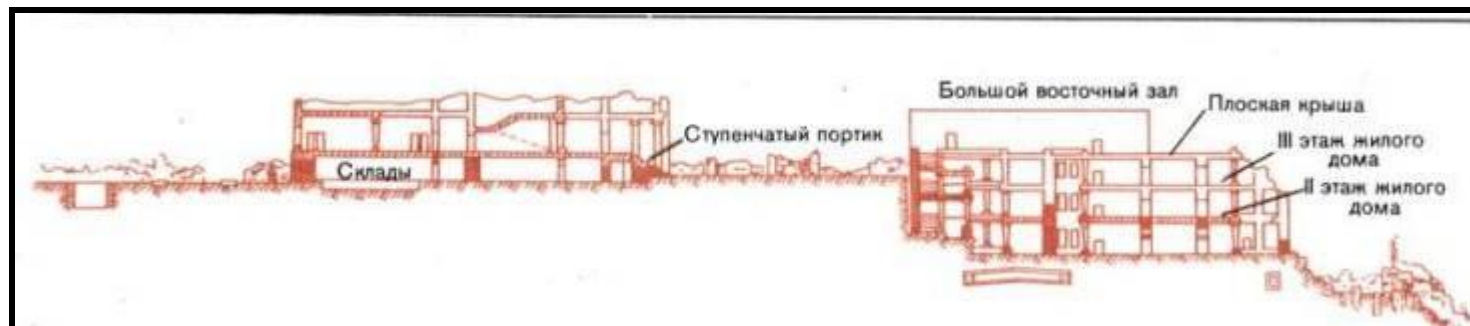 Большой восточный зал
Плоская крыша
Ступенчатый портик
III этаж жилого
дома
Склады
II этаж жилого
дома